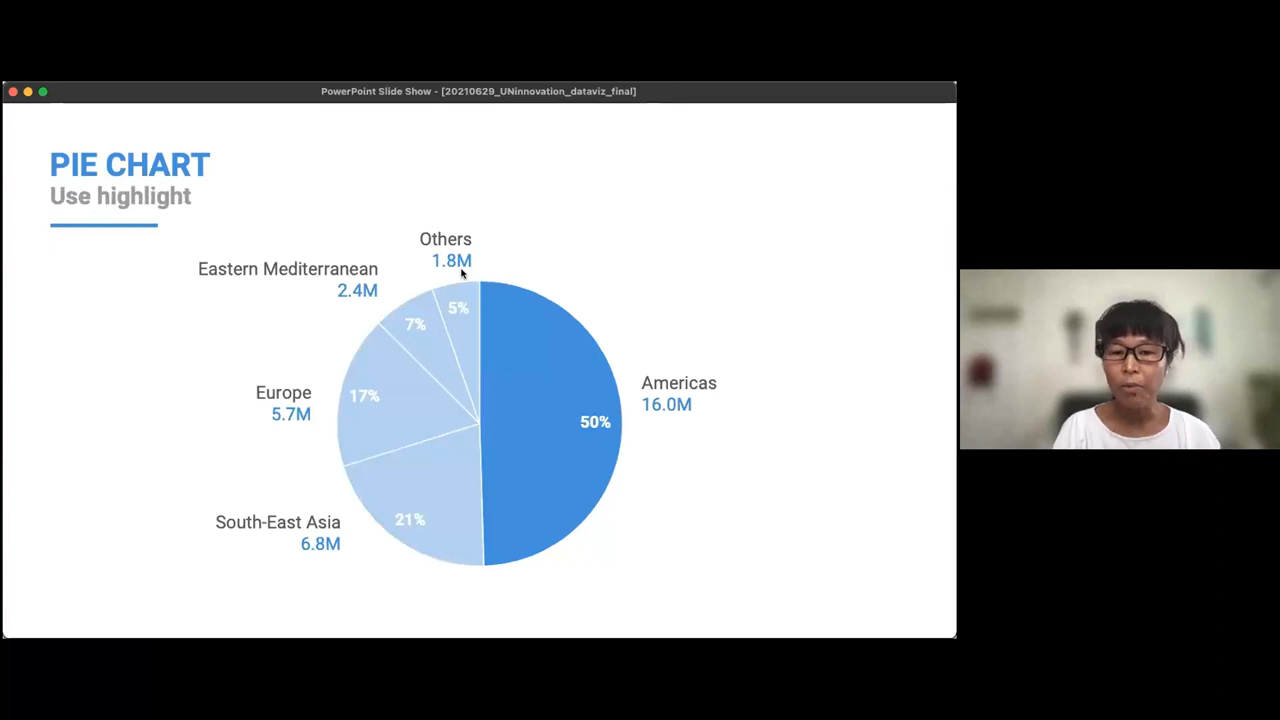 PowerPoint Slide Show - [20210629_UNinnovation_dataviz_final]
PIE CHART
Use highlight
Others
1.8M
Eastern Mediterranean
2.4M
5%
7%
Europe
5.7M
17%
Americas
16.0M
50%
South-East Asia
6.8M
21%